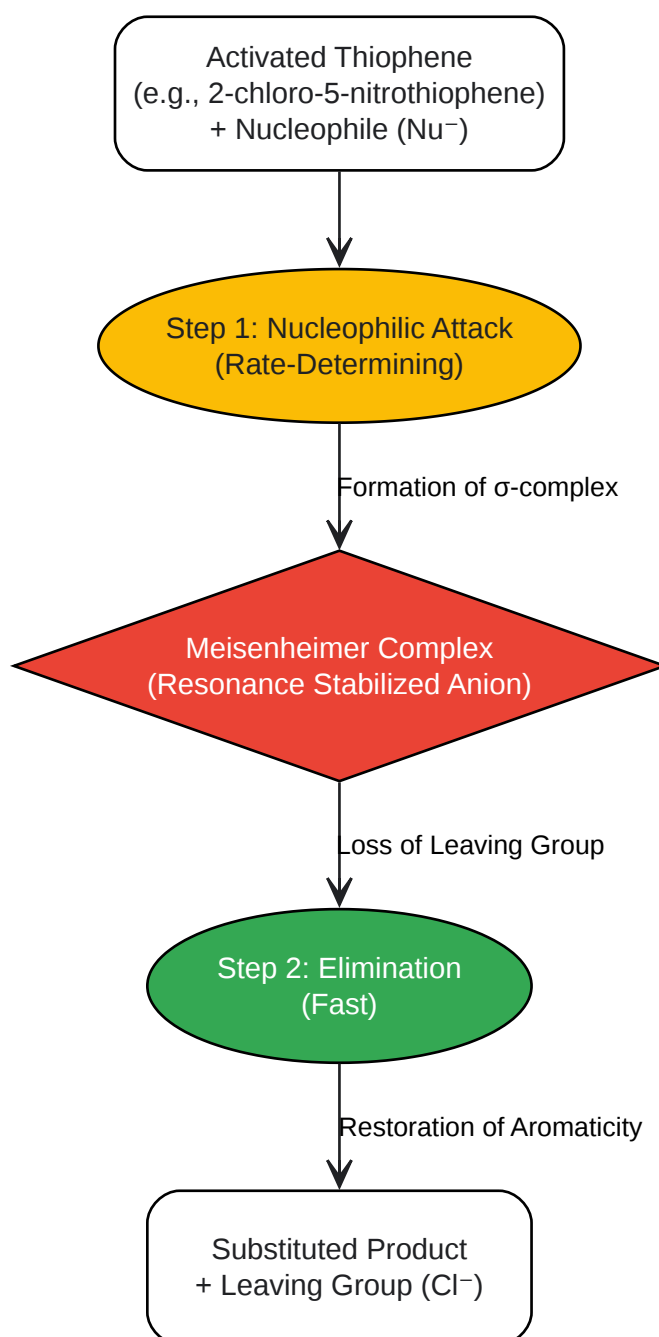 Activated Thiophene
(e.g., 2-chloro-5-nitrothiophene)
+ Nucleophile (Nu⁻)
Step 1: Nucleophilic Attack
(Rate-Determining)
Formation of σ-complex
Meisenheimer Complex
(Resonance Stabilized Anion)
Loss of Leaving Group
Step 2: Elimination
(Fast)
Restoration of Aromaticity
Substituted Product
+ Leaving Group (Cl⁻)